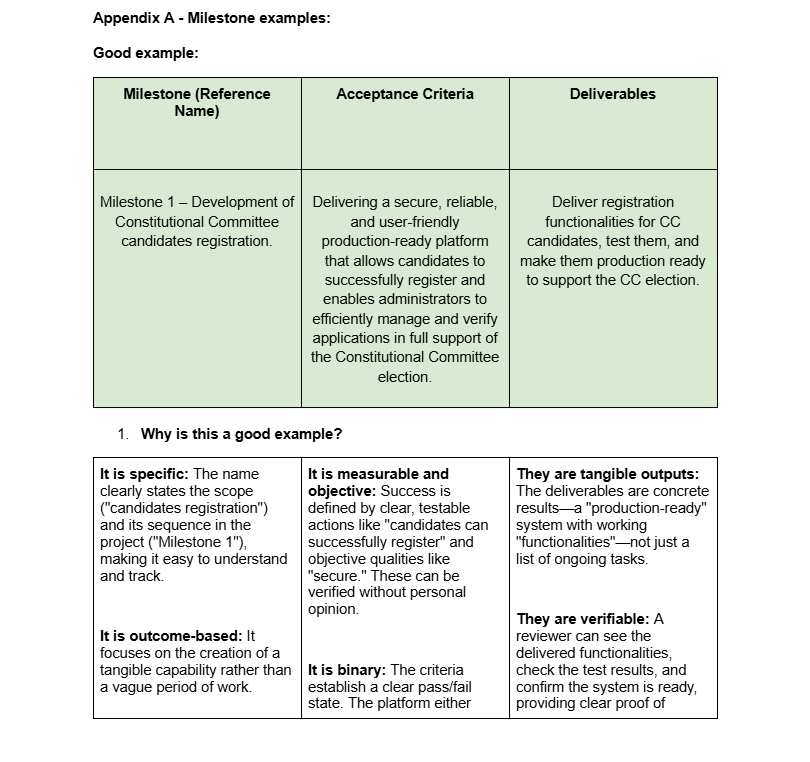 Appendix A - Milestone examples:
Good example:
Milestone (Reference
Name)
Acceptance Criteria
Deliverables
Milestone 1 – Development of
Constitutional Committee
candidates registration.
Delivering a secure, reliable,
and user-friendly
production-ready platform
that allows candidates to
successfully register and
enables administrators to
efficiently manage and verify
applications in full support of
the Constitutional Committee
election.
Deliver registration
functionalities for CC
candidates, test them, and
make them production ready
to support the CC election.
1. Why is this a good example?
It is specific: The name
clearly states the scope
("candidates registration")
and its sequence in the
project ("Milestone 1"),
making it easy to understand
and track.
It is outcome-based: It
focuses on the creation of a
tangible capability rather than
a vague period of work.
It is measurable and
objective: Success is
defined by clear, testable
actions like "candidates can
successfully register" and
objective qualities like
"secure." These can be
verified without personal
opinion.
It is binary: The criteria
establish a clear pass/fail
state. The platform either
They are tangible outputs:
The deliverables are concrete
results—a "production-ready"
system with working
"functionalities"—not just a
list of ongoing tasks.
They are verifiable: A
reviewer can see the
delivered functionalities,
check the test results, and
confirm the system is ready,
providing clear proof of